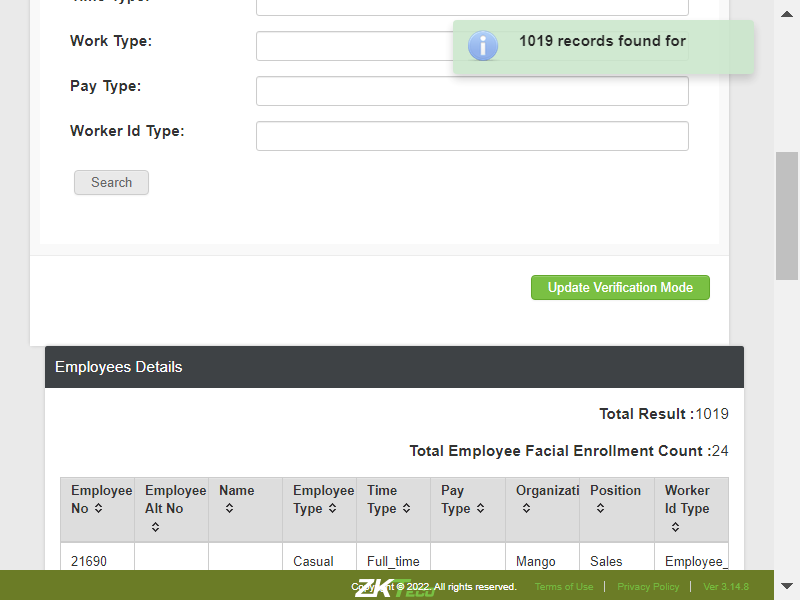 Time Type:
Work Type:
1019 records found for
Pay Type:
Worker Id Type:
Search
Update Verification Mode
Employees Details
Total Result :1019
Total Employee Facial Enrollment Count :24
Employee No
Employee Alt No
Name
Employee Type
Time Type
Pay Type
Organizati
Position
Worker Id Type
21690 Casual Full_time Mango Sales Employee_
ZKTeco
Copyright © 2022. All rights reserved. Terms of Use | Privacy Policy | Ver 3.14.8